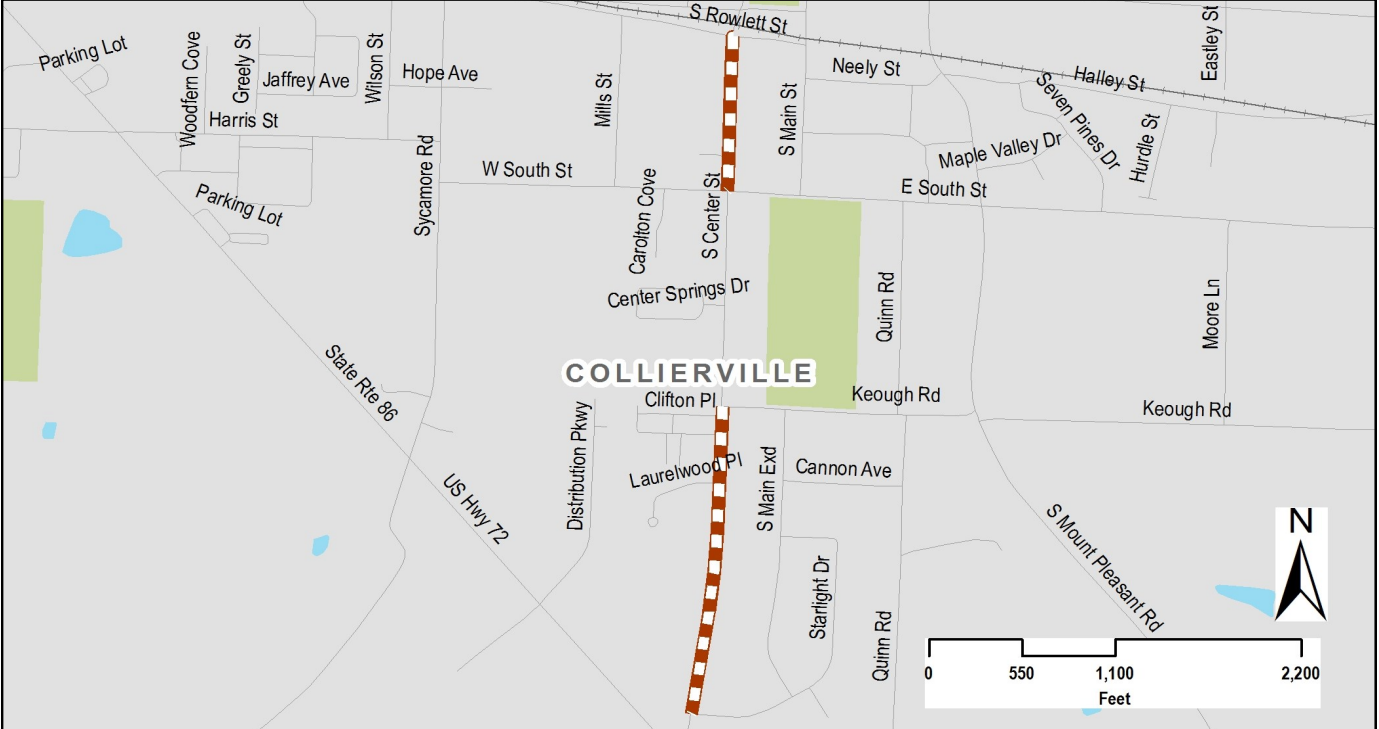 S Rowlett St
Eastley St
Parking Lot
Woodfern Cove
Greely St
Jaffrey Ave
Wilson St
Hope Ave
Mills St
S Main St
Neely St
Halley St
Seven Pines Dr
Harris St
Hurdle St
Maple Valley Dr
Sycamore Rd
W South St
E South St
Parking Lot
Carolton Cove
S Center St
Center Springs Dr
Quinn Rd
Moore Ln
State Rte 86
COLLIERVILLE
Clifton Pl
Keough Rd
Keough Rd
Distribution Pkwy
Laurelwood Pl
S Main Exd
Cannon Ave
US Hwy 72
S Mount Pleasant Rd
N
Starlight Dr
Quinn Rd
0 550 1,100 2,200
Feet